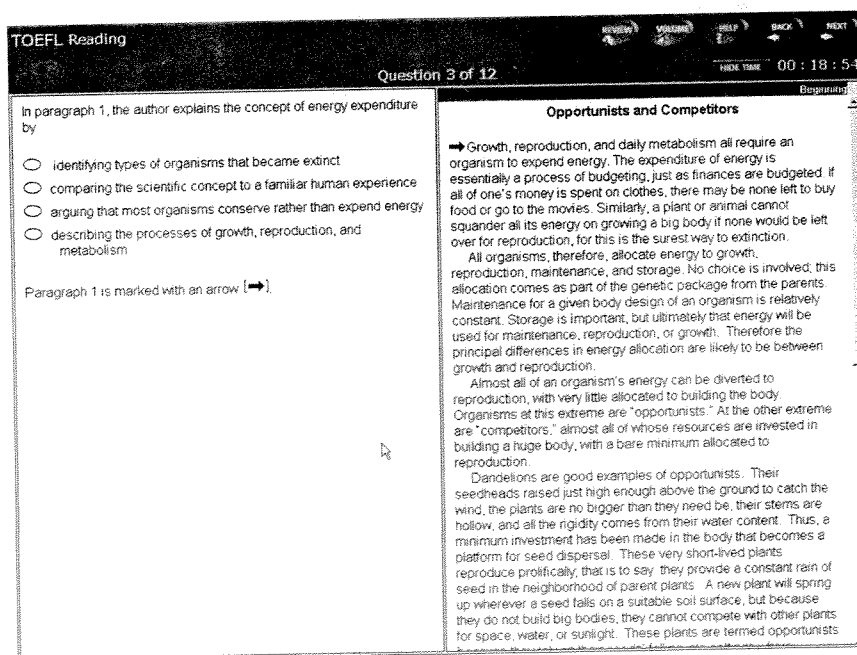 TOEFL Reading
REVIEW
VOLUME
HELP
BACK
NEXT
Question 3 of 12
HIDE TIME 00 : 18 : 54
Beginning
In paragraph 1, the author explains the concept of energy expenditure
by
identifying types of organisms that became extinct
comparing the scientific concept to a familiar human experience
arguing that most organisms conserve rather than expend energy
describing the processes of growth, reproduction, and
metabolism
Paragraph 1 is marked with an arrow [➡].
Opportunists and Competitors
➡ Growth, reproduction, and daily metabolism all require an
organism to expend energy. The expenditure of energy is
essentially a process of budgeting, just as finances are budgeted. If
all of one's money is spent on clothes, there may be none left to buy
food or go to the movies. Similarly, a plant or animal cannot
squander all its energy on growing a big body if none would be left
over for reproduction, for this is the surest way to extinction.
All organisms, therefore, allocate energy to growth,
reproduction, maintenance, and storage. No choice is involved; this
allocation comes as part of the genetic package from the parents.
Maintenance for a given body design of an organism is relatively
constant. Storage is important, but ultimately that energy will be
used for maintenance, reproduction, or growth. Therefore the
principal differences in energy allocation are likely to be between
growth and reproduction.
Almost all of an organism's energy can be diverted to
reproduction, with very little allocated to building the body.
Organisms at this extreme are "opportunists." At the other extreme
are "competitors," almost all of whose resources are invested in
building a huge body, with a bare minimum allocated to
reproduction.
Dandelions are good examples of opportunists. Their
seedheads raised just high enough above the ground to catch the
wind, the plants are no bigger than they need be, their stems are
hollow, and all the rigidity comes from their water content. Thus, a
minimum investment has been made in the body that becomes a
platform for seed dispersal. These very short-lived plants
reproduce prolifically; that is to say they provide a constant rain of
seed in the neighborhood of parent plants. A new plant will spring
up wherever a seed falls on a suitable soil surface, but because
they do not build big bodies, they cannot compete with other plants
for space, water, or sunlight. These plants are termed opportunists